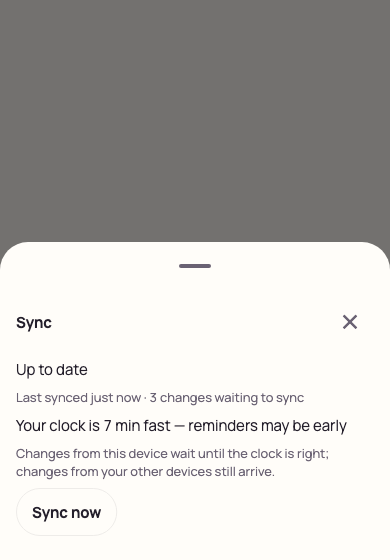 Sync
Up to date
Last synced just now · 3 changes waiting to sync
Your clock is 7 min fast — reminders may be early
Changes from this device wait until the clock is right;
changes from your other devices still arrive.
Sync now